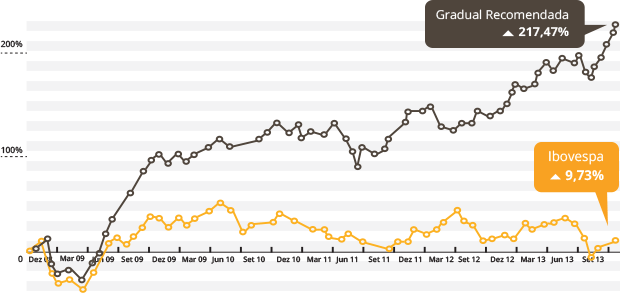 Gradual Recomendada
217,47%
200%
100%
Ibovespa
9,73%
0
Dez Mar 09 09 Set 09 Dez 09 Mar 09 Jun 10 Set 10 Dez 10 Mar 11 Jun 11 Set 11 Dez 11 Mar 12 Set 12 Dez 12 Mar 13 Jun 13 13